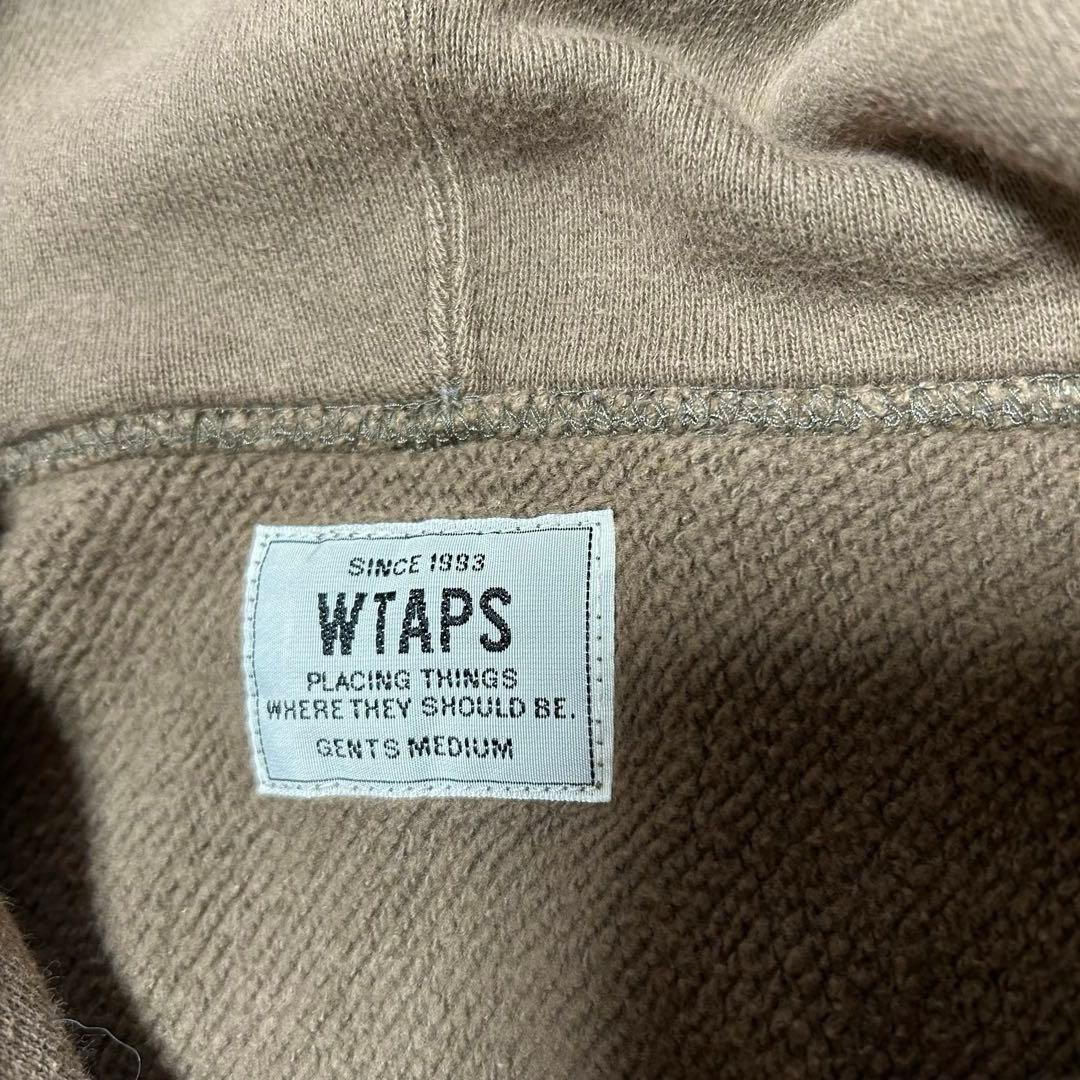 SINCE 1993
WTAPS
PLACING THINGS
WHERE THEY SHOULD BE.
GENTS MEDIUM